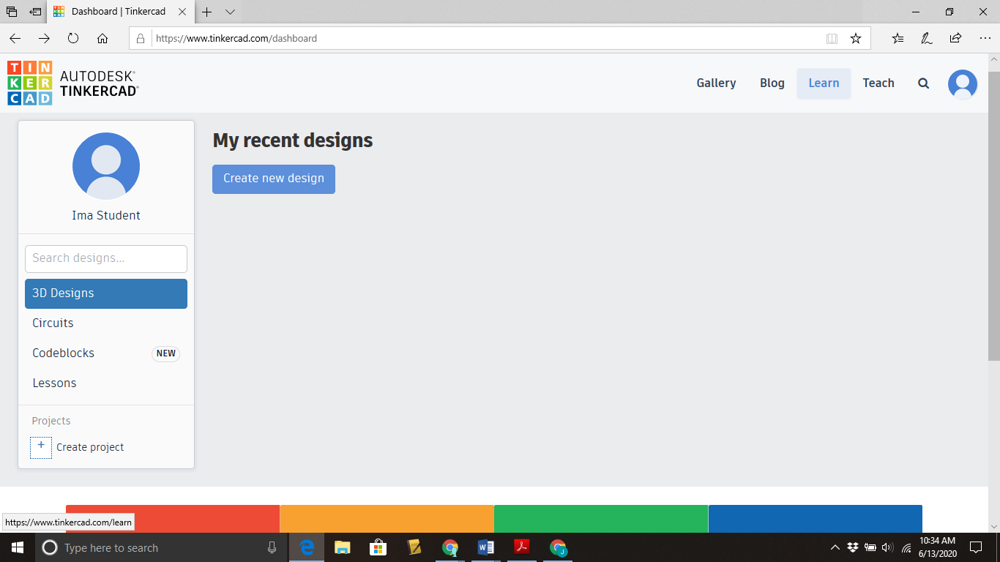 Dashboard | Tinkercad
https://www.tinkercad.com/dashboard
TIN
KER
CAD
AUTODESK®
TINKERCAD®
Gallery Blog Learn Teach
Ima Student
Search designs...
3D Designs
Circuits
Codeblocks NEW
Lessons
Projects
+ Create project
My recent designs
Create new design
https://www.tinkercad.com/learn
Type here to search
10:34 AM
6/13/2020